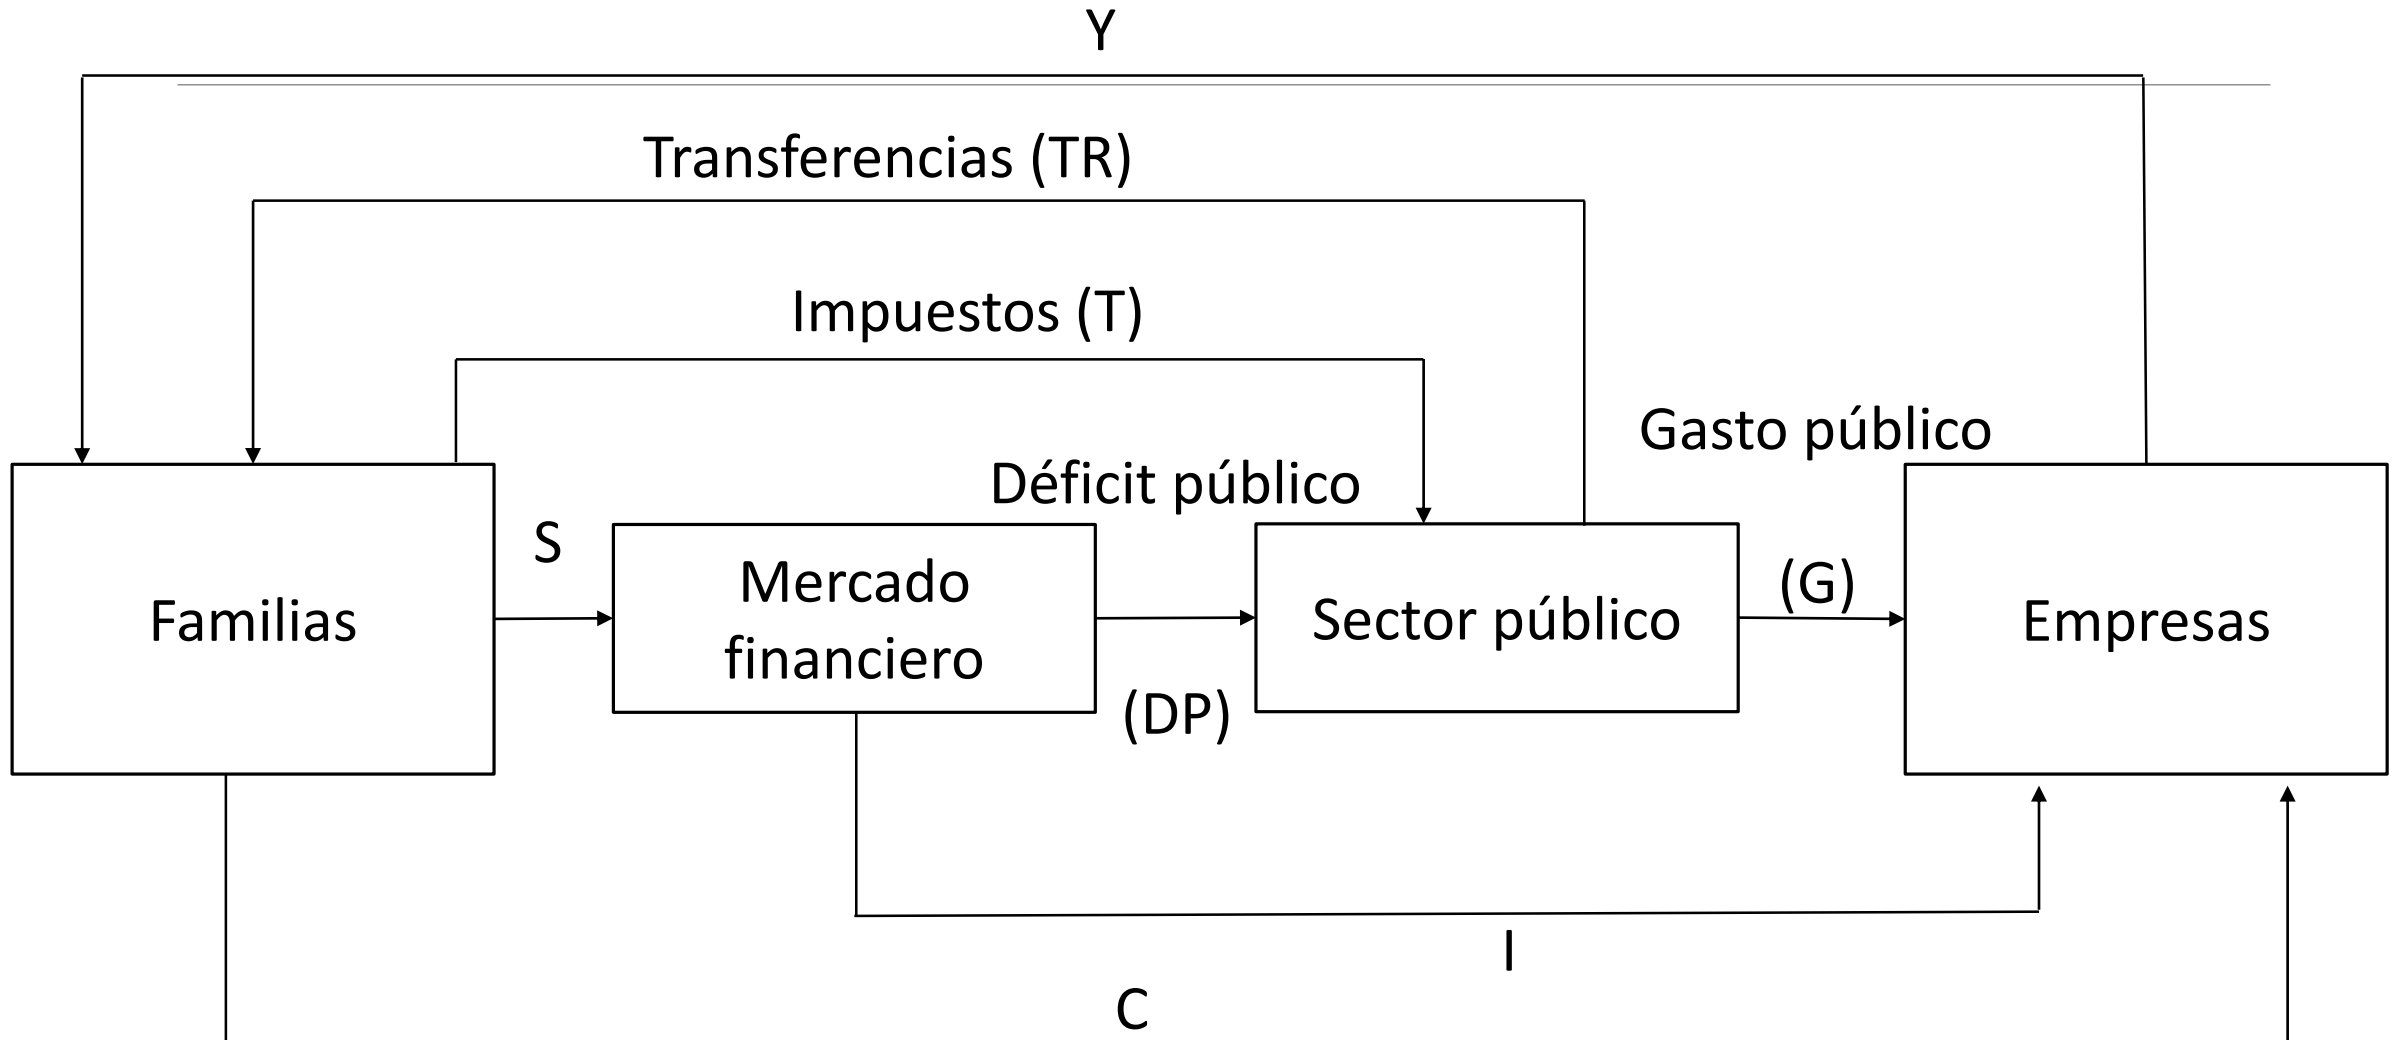 Y
Transferencias (TR)
Impuestos (T)
Gasto público
Déficit público
S
Mercado
financiero
(G)
Familias
Sector público
Empresas
(DP)
I
C